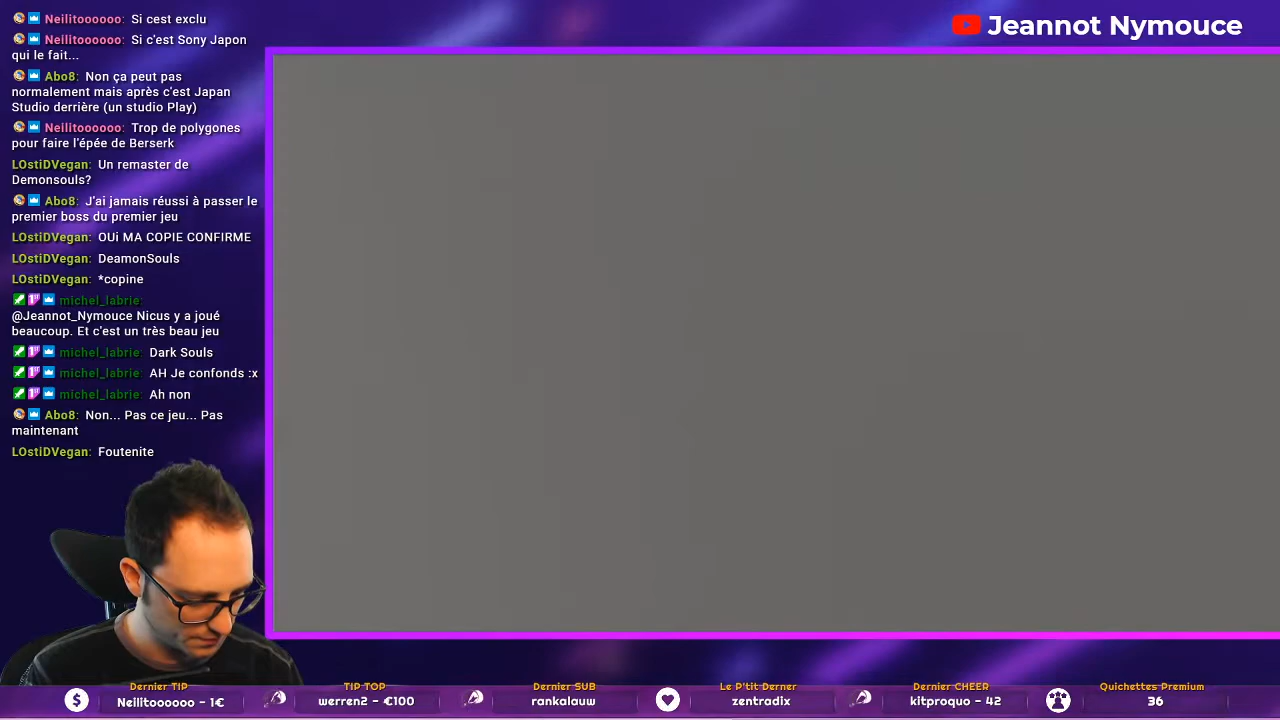 Neilitoooooo: Si cest exclu
Neilitoooooo: Si c'est Sony Japon
qui le fait...
Abo8: Non ça peut pas
normalement mais après c'est Japan
Studio derrière (un studio Play)
Neilitoooooo: Trop de polygones
pour faire l'épée de Berserk
LOstiDVegan: Un remaster de
Demonsouls?
Abo8: J'ai jamais réussi à passer le
premier boss du premier jeu
LOstiDVegan: OUi MA COPIE CONFIRME
LOstiDVegan: DeamonSouls
LOstiDVegan: *copine
michel_labrie:
@Jeannot_Nymouce Nicus y a joué
beaucoup. Et c'est un très beau jeu
michel_labrie: Dark Souls
michel_labrie: AH Je confonds :x
michel_labrie: Ah non
Abo8: Non... Pas ce jeu... Pas
maintenant
LOstiDVegan: Foutenite
Jeannot Nymouce
Dernier TIP
Neilitoooooo - 1€
TIP TOP
werren2 - €100
Dernier SUB
rankalauw
Le P'tit Derner
zentradix
Dernier CHEER
kitproquo - 42
Quichettes Premium
36